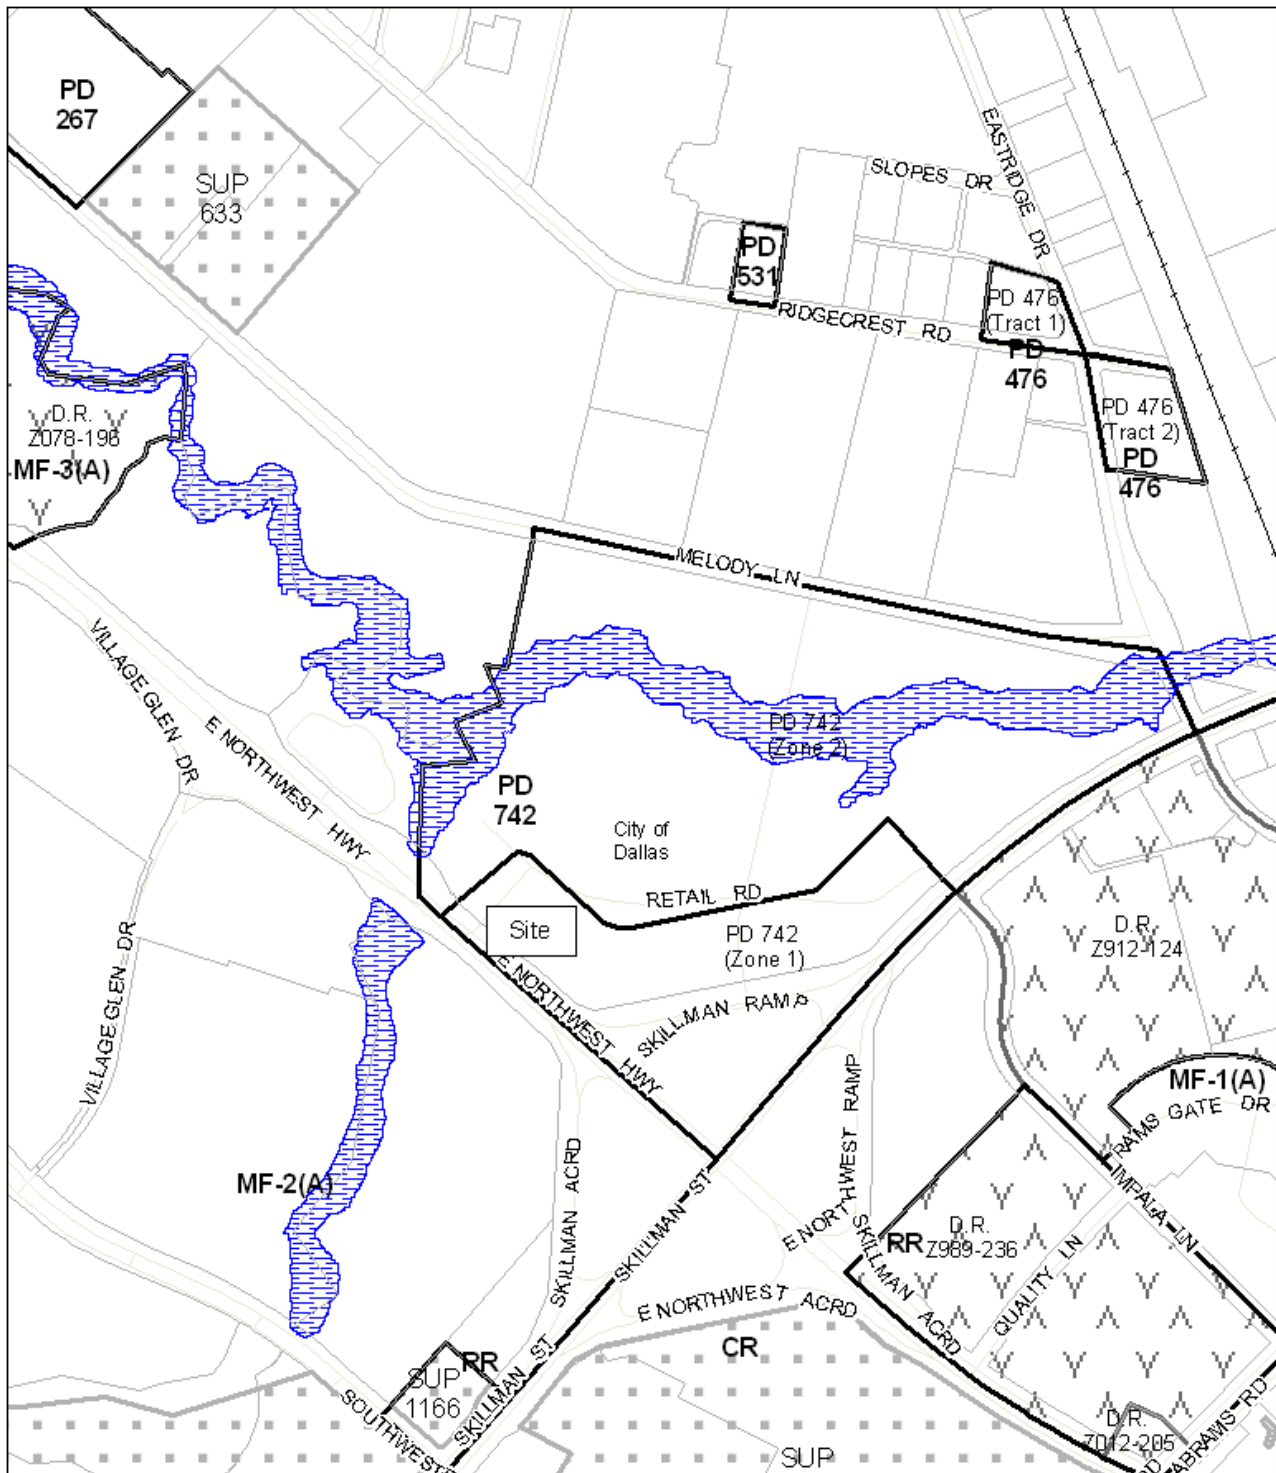 PD
267
SUP
633
EASTRIDGE DR
SLOPES DR
PD
531
RIDGECREST RD
PD 476
(Tract 1)
PD
476
PD 476
(Tract 2)
PD
476
D.R.
Z078-196
MF-3(A)
MELODY LN
VILLAGE GLEN DR
E NORTHWEST HWY
PD 742
(Zone 2)
PD
742
City of
Dallas
RETAIL RD
Site
PD 742
(Zone 1)
D.R.
Z912-124
VILLAGE GLEN DR
E NORTHWEST HWY
SKILLMAN RAMP
MF-1(A)
RAMS GATE DR
E NORTHWEST RAMP
MF-2(A)
SKILLMAN ACRD
SKILLMAN ST
IMPALA LN
RR
D.R.
Z989-236
SKILLMAN ACRD
QUALITY LN
E NORTHWEST ACRD
CR
RR
SUP
1166
SKILLMAN ST
SOUTHWESTE
D.R.
Z012-205
ABRAMS RD
RD
SUP